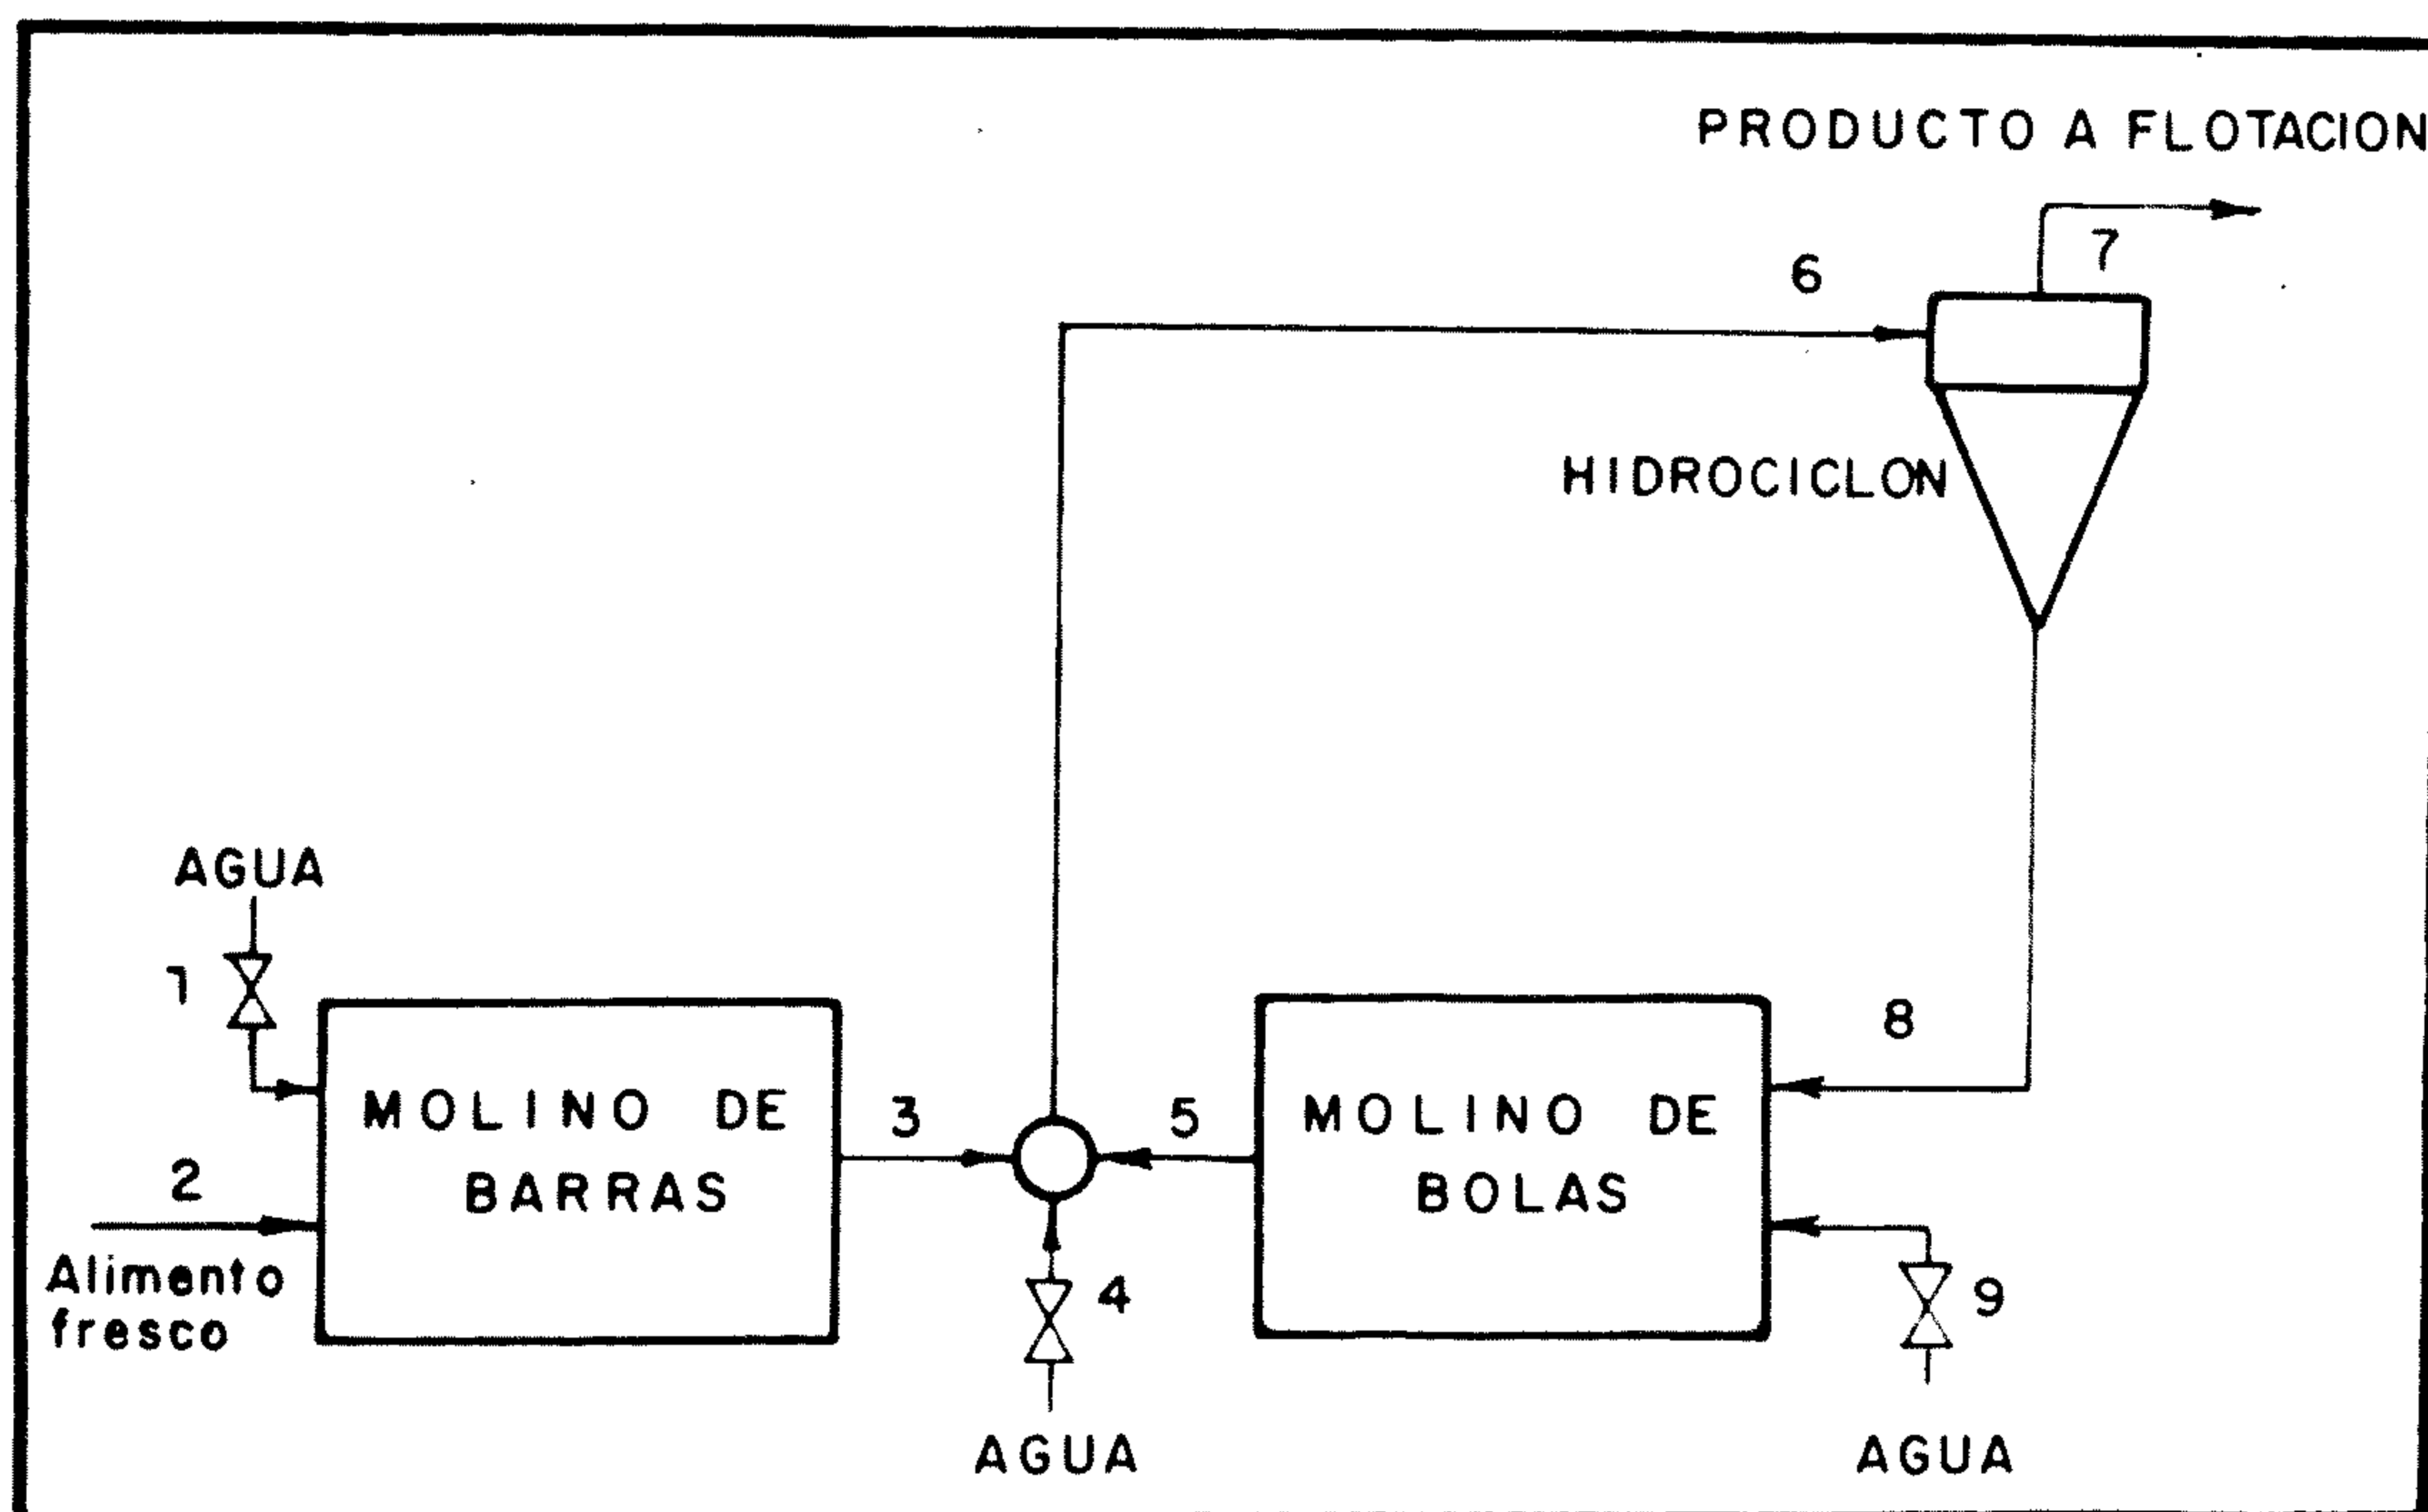 PRODUCTO A FLOTACION
7
6
HIDROCICLON
AGUA
1
8
MOLINO DE
BARRAS
3
5
MOLINO DE
BOLAS
2
Alimento
fresco
4
9
AGUA
AGUA